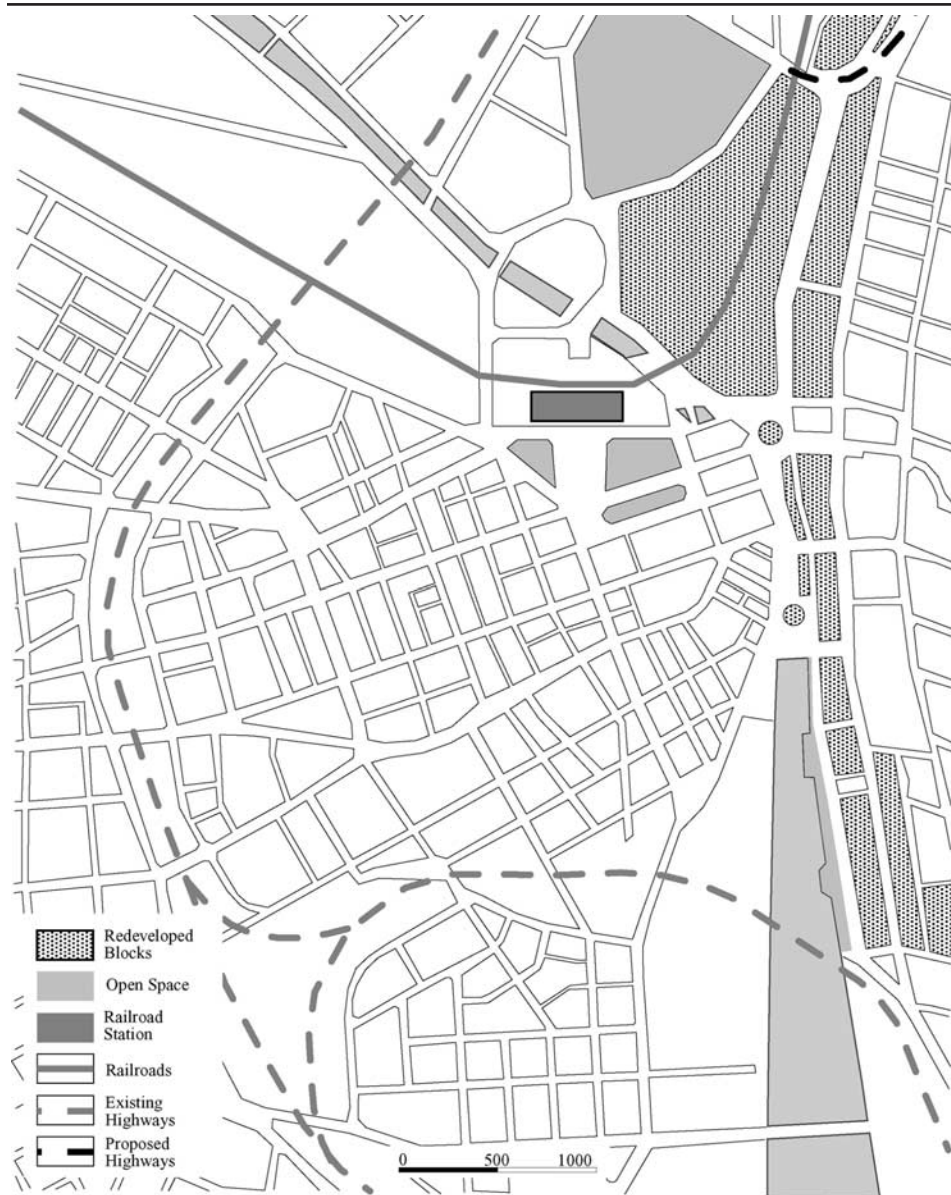 Redeveloped
Blocks
Open Space
Railroad
Station
Railroads
Existing
Highways
Proposed
Highways
0 500 1000